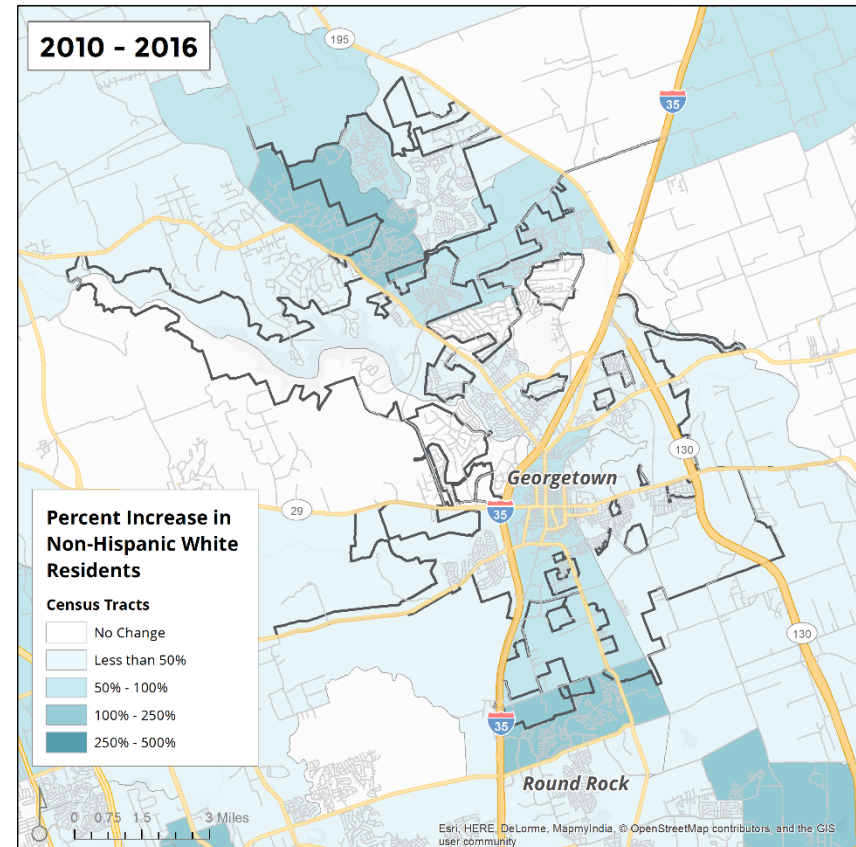 2010 - 2016
195
35
130
Georgetown
29
35
Percent Increase in
Non-Hispanic White
Residents
Census Tracts
No Change
Less than 50%
50% - 100%
100% - 250%
250% - 500%
130
35
Round Rock
0 0.75 1.5 3 Miles
Esri, HERE, DeLorme, MapmyIndia, © OpenStreetMap contributors, and the GIS
user community